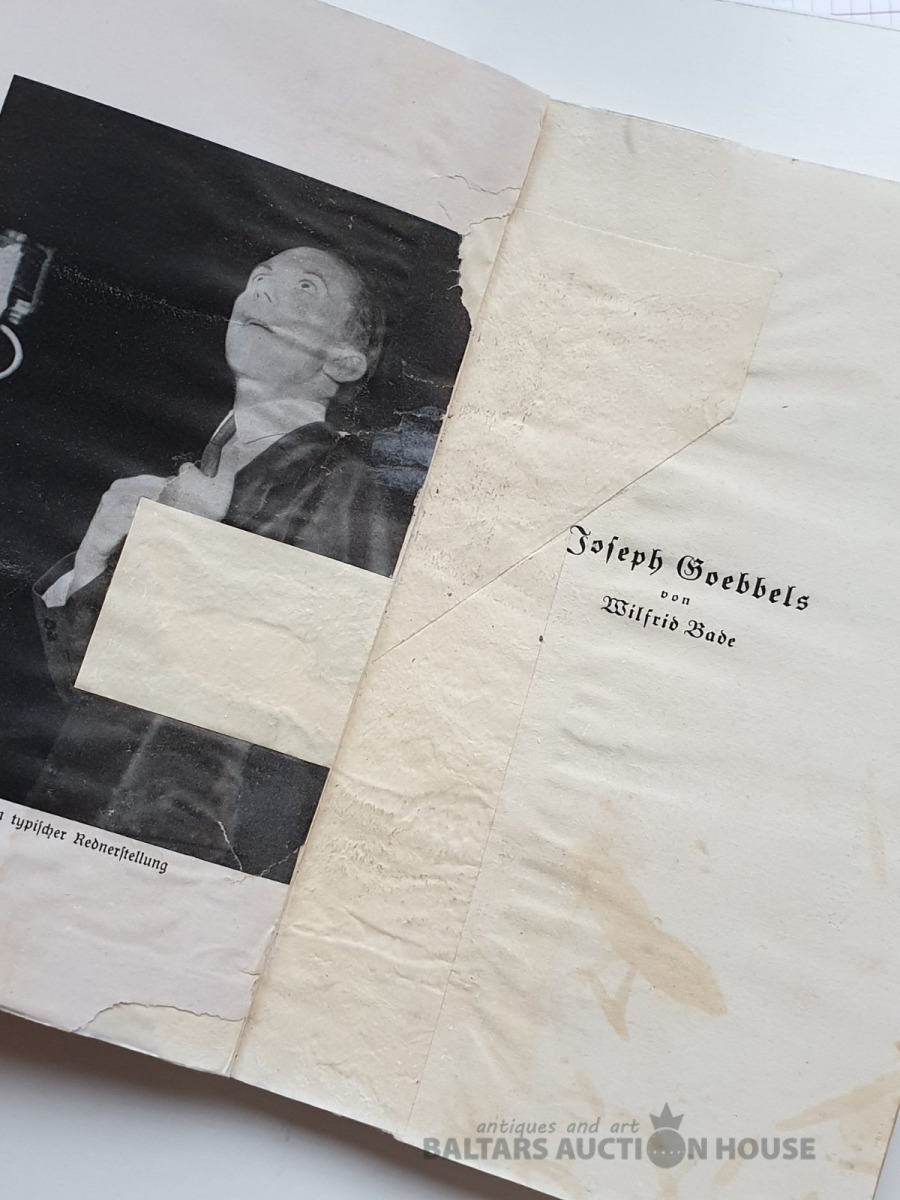 typischer Rednerstellung
Joseph Goebbels
von
Wilfrid Bade
antiques and art
BALTARS AUCTION HOUSE